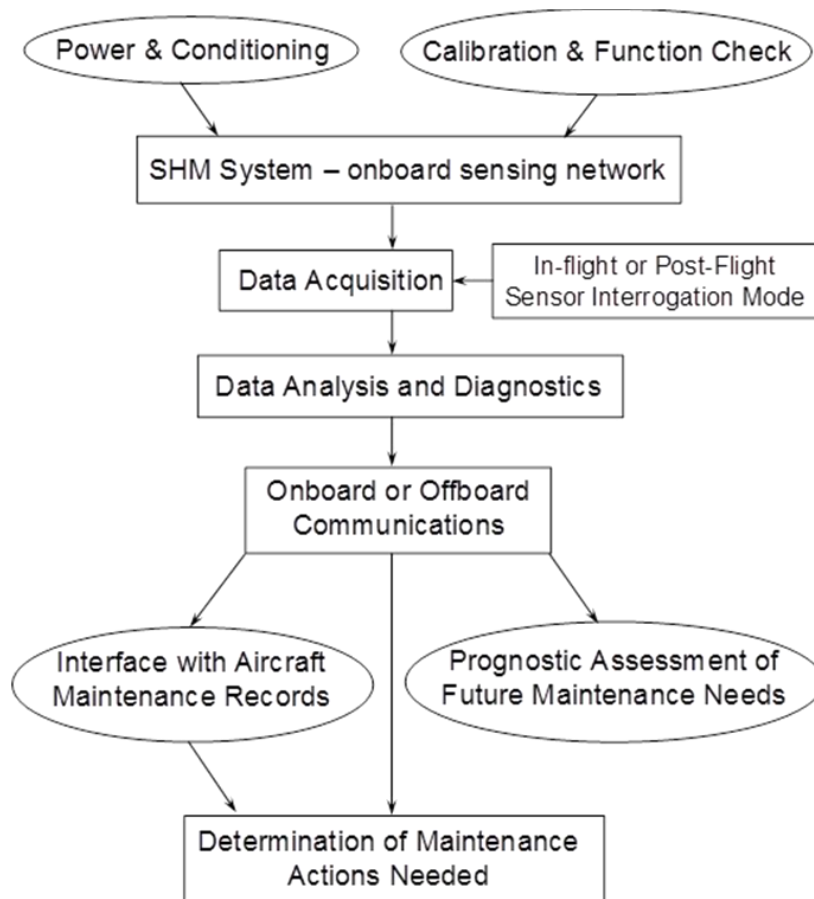 Power & Conditioning
Calibration & Function Check
SHM System – onboard sensing network
Data Acquisition
In-flight or Post-Flight
Sensor Interrogation Mode
Data Analysis and Diagnostics
Onboard or Offboard
Communications
Interface with Aircraft
Maintenance Records
Prognostic Assessment of
Future Maintenance Needs
Determination of Maintenance
Actions Needed